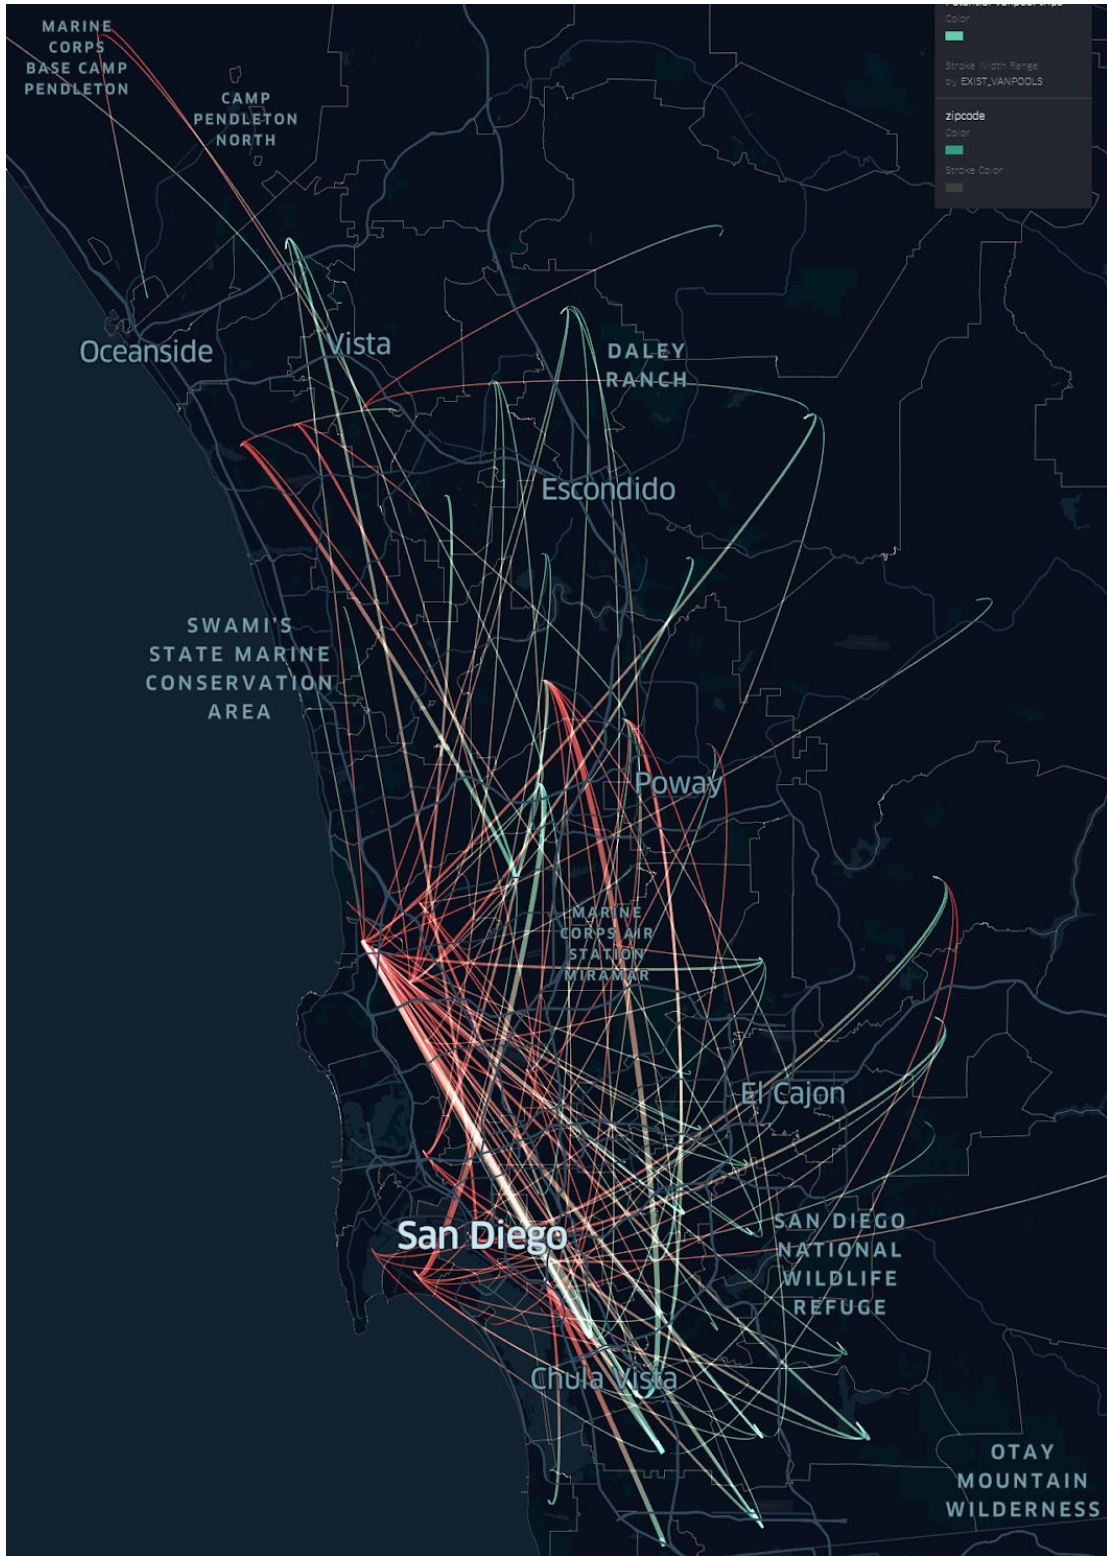 MARINE
CORPS
BASE CAMP
PENDLETON
CAMP
PENDLETON
NORTH
Color
Stroke Width Range
by EXIST_VANPOOLS
zipcode
Color
Stroke Color
Oceanside
Vista
DALEY
RANCH
Escondido
SWAMI'S
STATE MARINE
CONSERVATION
AREA
Poway
MARINE
CORPS AIR
STATION
MIRAMAR
El Cajon
San Diego
SAN DIEGO
NATIONAL
WILDLIFE
REFUGE
Chula Vista
OTAY
MOUNTAIN
WILDERNESS